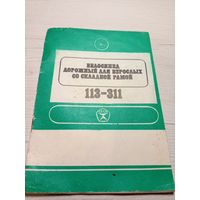 ВЕЛОСИПЕД
ДОРОЖНЫЙ ДЛЯ ВЗРОСЛЫХ
СО СКЛАДНОЙ РАМОЙ
113-311